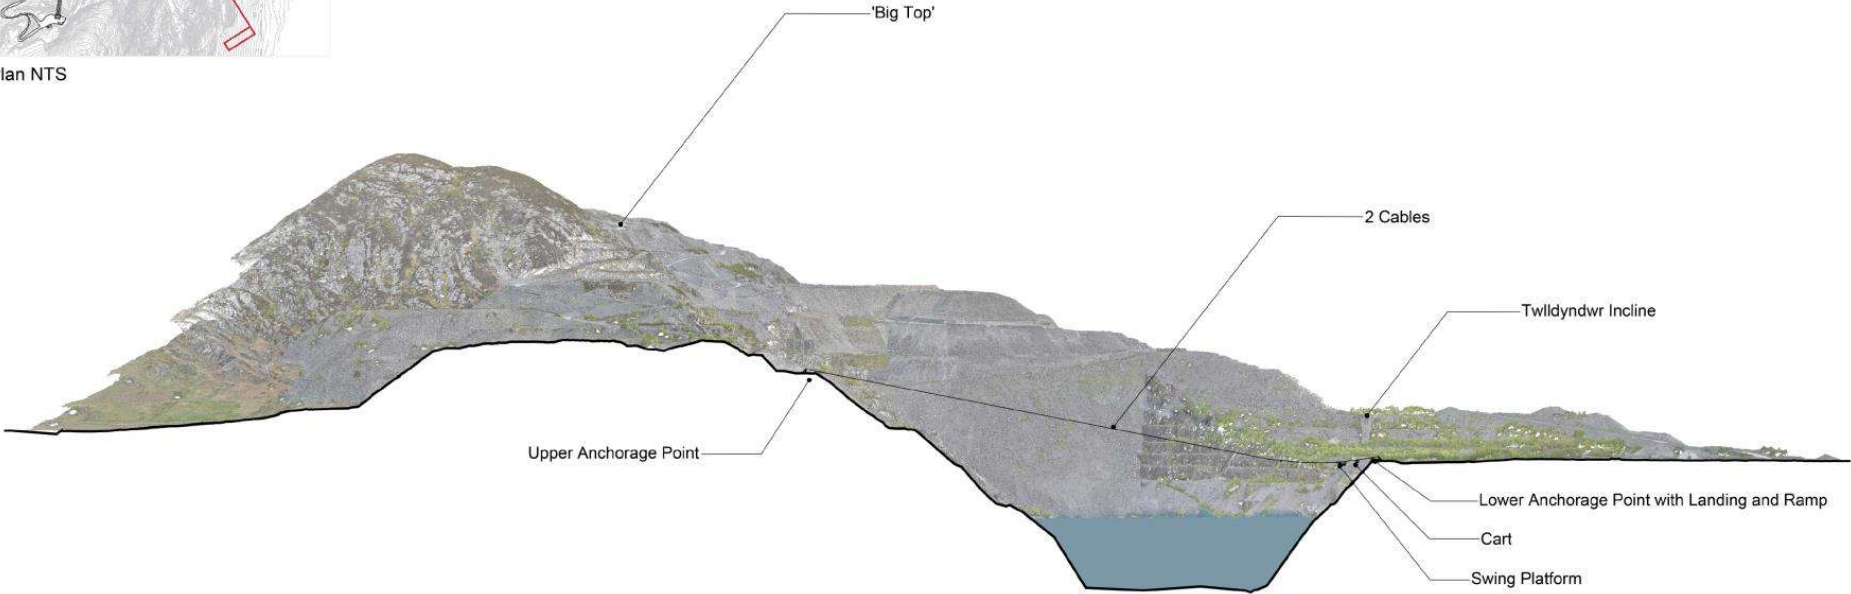 'Big Top'
lan NTS
2 Cables
Twlldyndwr Incline
Upper Anchorage Point
Lower Anchorage Point with Landing and Ramp
Cart
Swing Platform